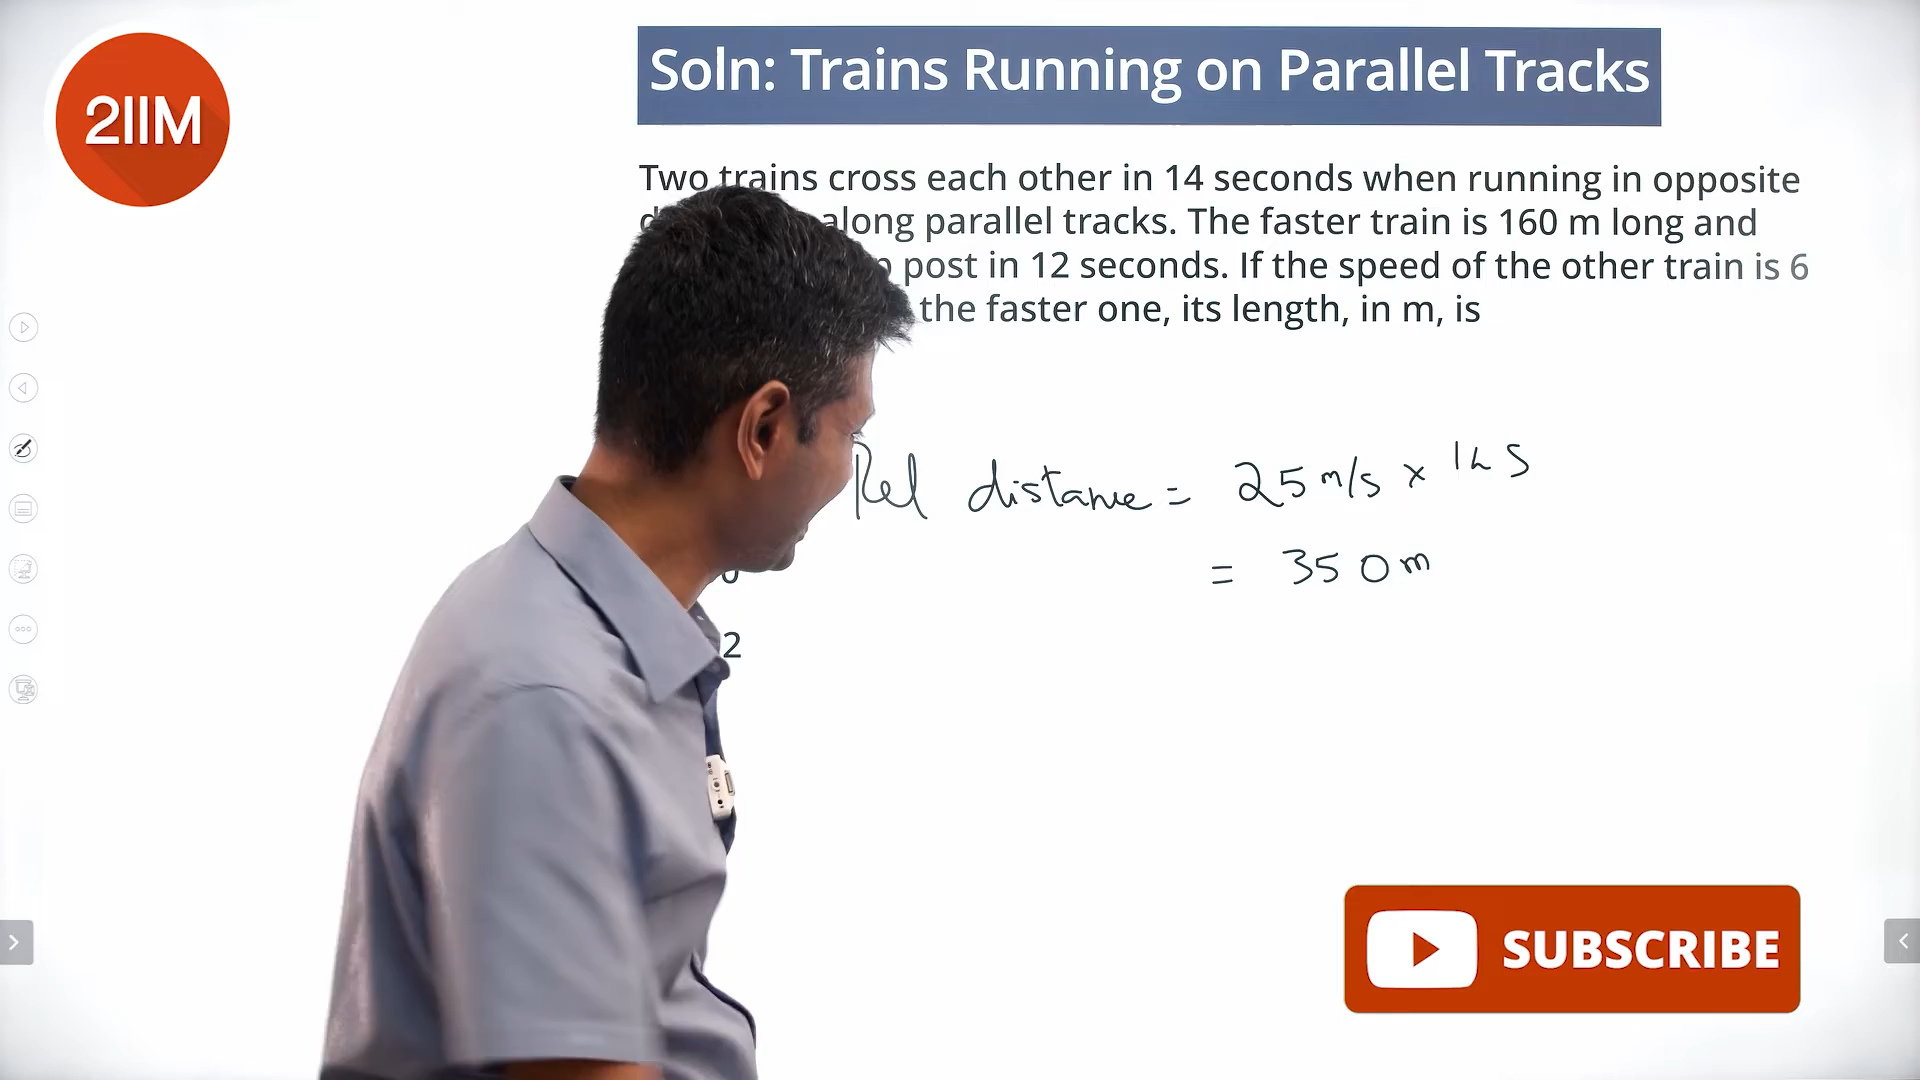 2IIM
Soln: Trains Running on Parallel Tracks
Two trains cross each other in 14 seconds when running in opposite
along parallel tracks. The faster train is 160 m long and
post in 12 seconds. If the speed of the other train is 6
the faster one, its length, in m, is
Rel distance = 25 m/s × 14 s
= 350 m
2
SUBSCRIBE